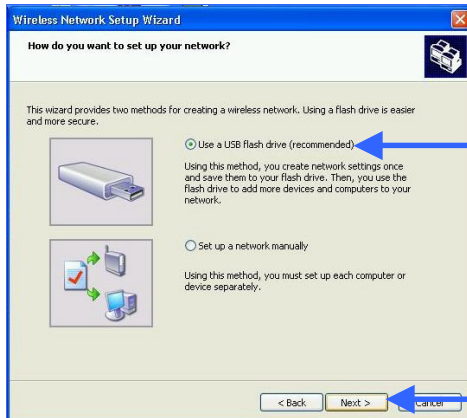 Wireless Network Setup Wizard
How do you want to set up your network?
This wizard provides two methods for creating a wireless network. Using a flash drive is easier
and more secure.
Use a USB flash drive (recommended)
Using this method, you create network settings once
and save them to your flash drive. Then, you use the
flash drive to add more devices and computers to your
network.
Set up a network manually
Using this method, you must set up each computer or
device separately.
< Back Next > Cancel